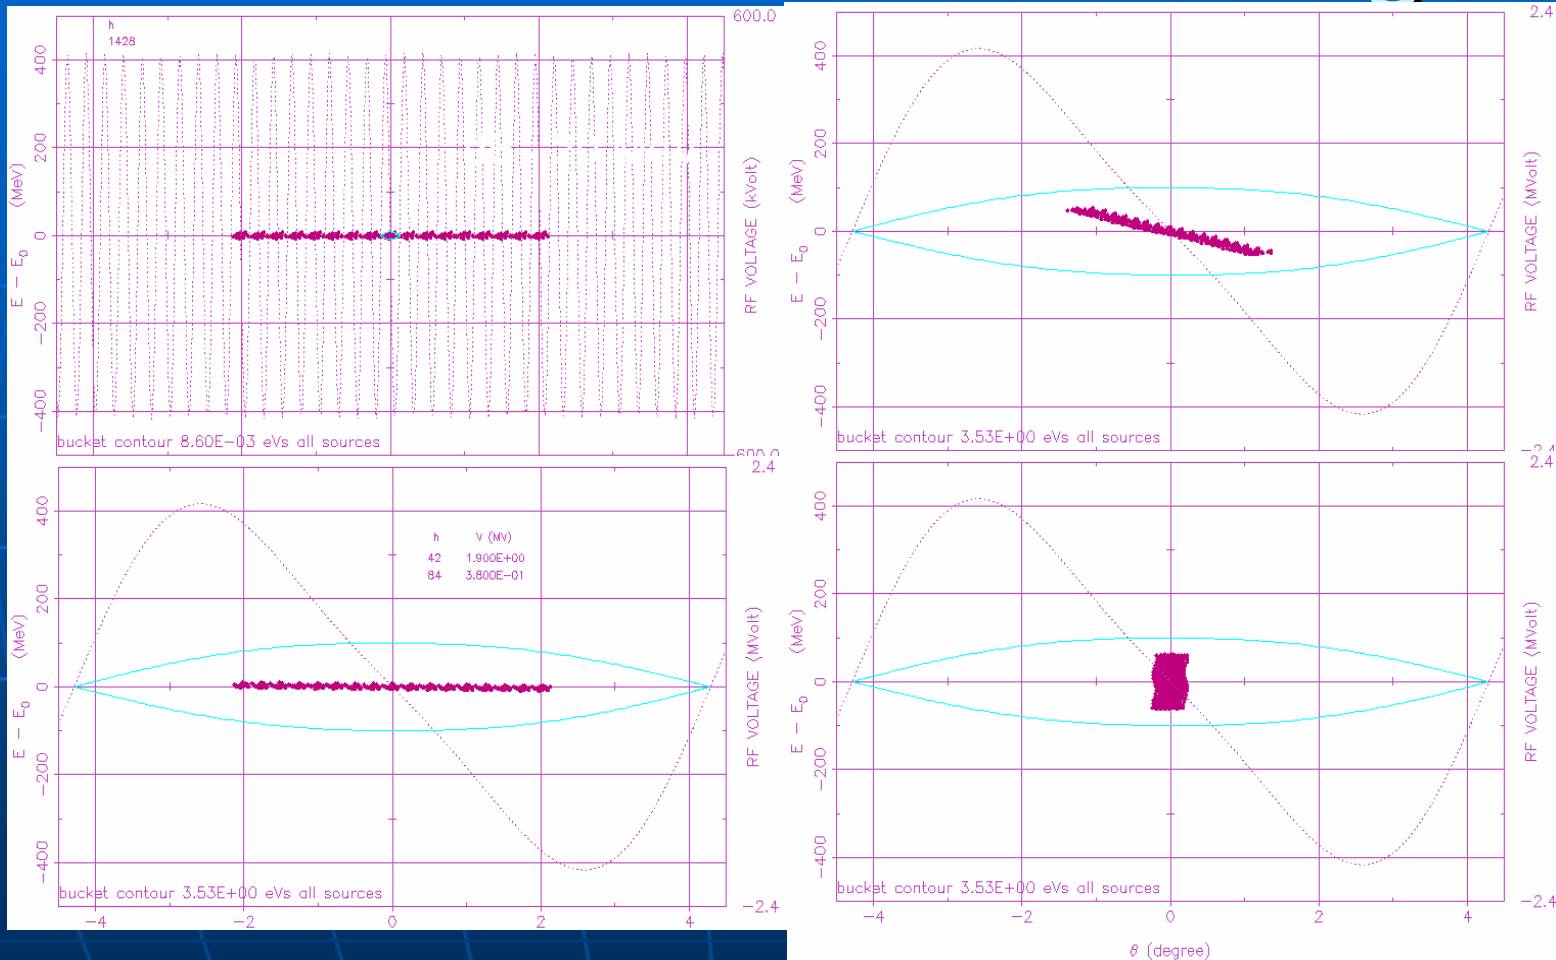 h
1428
600.0
400
200
0
−200
−400
E − E0 (MeV)
RF VOLTAGE (kVolt)
bucket contour 8.60E−03 eVs all sources
−600.0
2.4
400
200
0
−200
−400
E − E0 (MeV)
RF VOLTAGE (MVolt)
bucket contour 3.53E+00 eVs all sources
−4
−2
0
2
4
−2.4
2.4
h V (MV)
42 1.900E+00
84 3.800E−01
400
200
0
−200
−400
E − E0 (MeV)
RF VOLTAGE (MVolt)
bucket contour 3.53E+00 eVs all sources
−4
−2
0
2
4
−2.4
2.4
400
200
0
−200
−400
E − E0 (MeV)
RF VOLTAGE (MVolt)
bucket contour 3.53E+00 eVs all sources
−4
−2
0
2
4
−2.4
θ (degree)